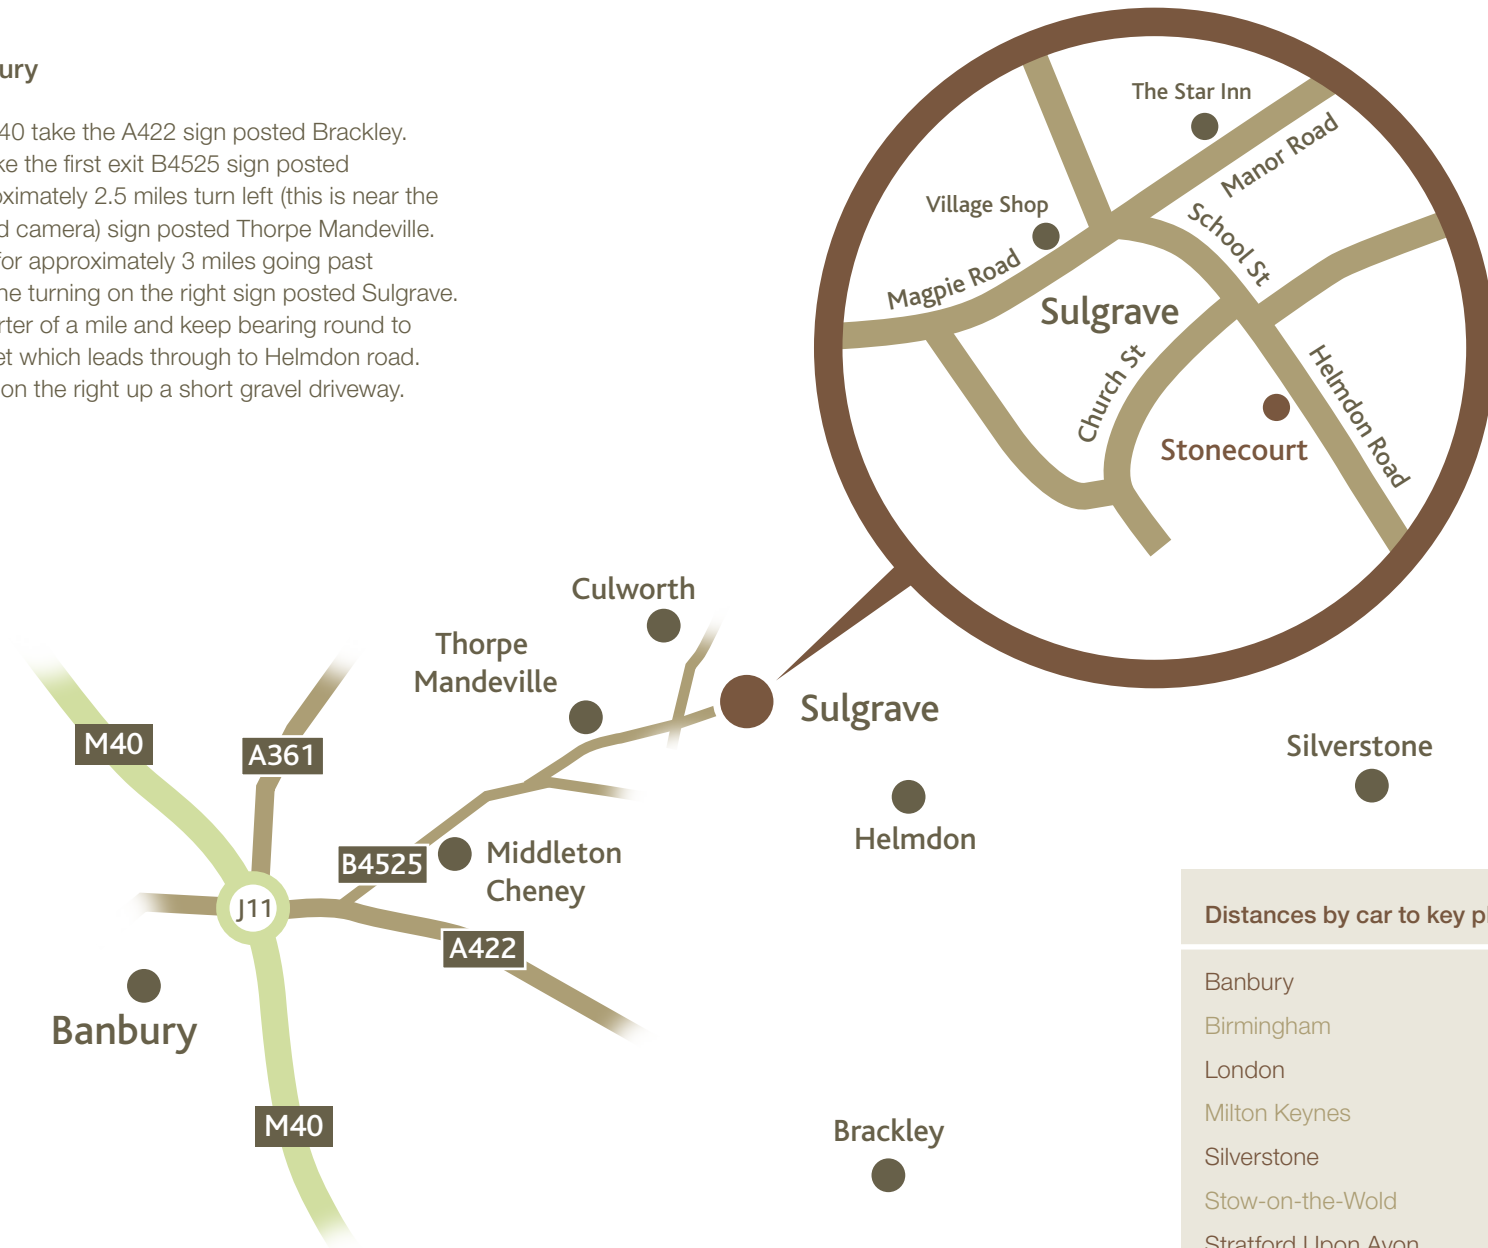 ury
40 take the A422 sign posted Brackley.
ke the first exit B4525 sign posted
oximately 2.5 miles turn left (this is near the
d camera) sign posted Thorpe Mandeville.
for approximately 3 miles going past
ne turning on the right sign posted Sulgrave.
rter of a mile and keep bearing round to
et which leads through to Helmdon road.
on the right up a short gravel driveway.
The Star Inn
Manor Road
Village Shop
School St
Magpie Road
Sulgrave
Church St
Helmdon Road
Stonecourt
Culworth
Thorpe
Mandeville
Sulgrave
M40
A361
Silverstone
Helmdon
B4525
Middleton
Cheney
J11
A422
Banbury
M40
Brackley
Distances by car to key pl
Banbury
Birmingham
London
Milton Keynes
Silverstone
Stow-on-the-Wold
Stratford Upon Avon